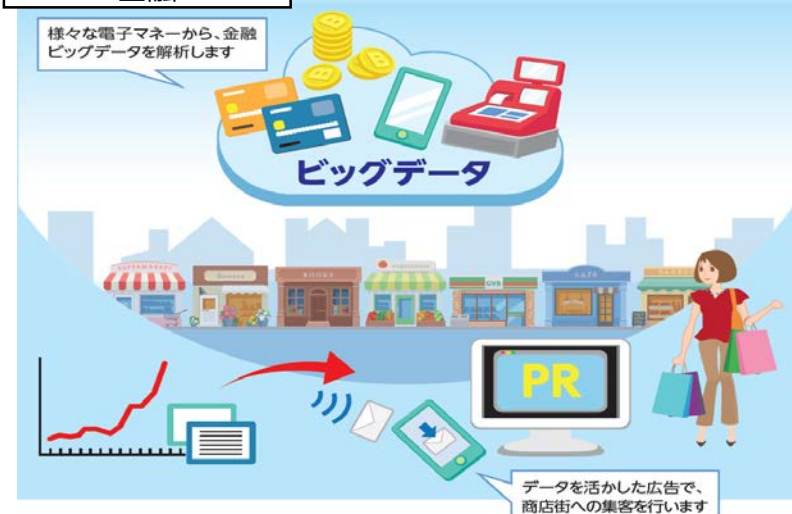 様々な電子マネーから、金融
ビッグデータを解析します
ビッグデータ
BOOKS
CAFE
PR
データを活かした広告で、
商店街への集客を行います